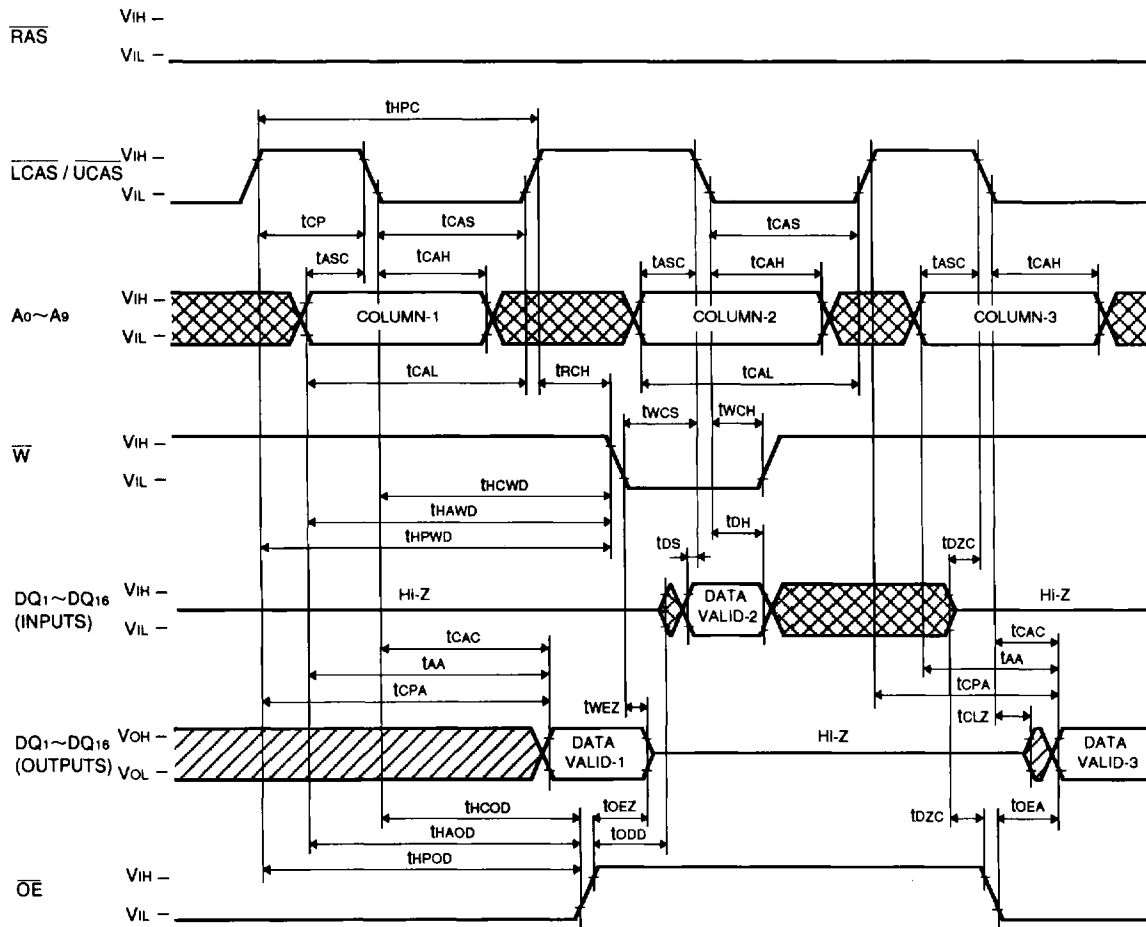 VIH –
RAS
VIL –
tHPC
VIH –
LCAS / UCAS
VIL –
tCP
tCAS
tCAS
tASC
tCAH
tASC
tCAH
tASC
tCAH
VIH –
A0~A9
VIL –
COLUMN-1
COLUMN-2
COLUMN-3
tCAL
tRCH
tCAL
tWCS
tWCH
VIH –
W
VIL –
tHCWD
tHAWD
tHPWD
tDH
tDS
tDZC
VIH –
DQ1~DQ16
(INPUTS)
VIL –
Hi-Z
DATA
VALID-2
Hi-Z
tCAC
tAA
tCPA
tCAC
tAA
tCPA
tWEZ
tCLZ
VOH –
DQ1~DQ16
(OUTPUTS)
VOL –
DATA
VALID-1
Hi-Z
DATA
VALID-3
tHCOD
tHAOD
tHPOD
tOEZ
tODD
tDZC
tOEA
VIH –
OE
VIL –